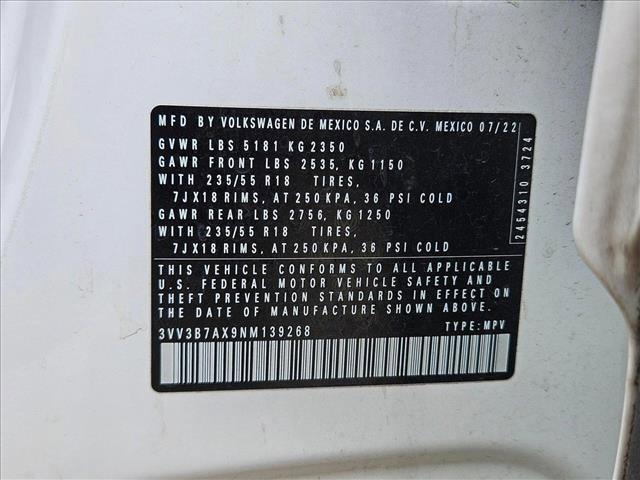 MFD BY VOLKSWAGEN DE MEXICO S.A. DE C.V. MEXICO 07/22
GVWR LBS 5181 KG 2350
GAWR FRONT LBS 2535, KG 1150
WITH 235/55 R18 TIRES,
7JX18 RIMS, AT 250 KPA, 36 PSI COLD
GAWR REAR LBS 2756, KG 1250
WITH 235/55 R18 TIRES,
7JX18 RIMS, AT 250 KPA, 36 PSI COLD
THIS VEHICLE CONFORMS TO ALL APPLICABLE
U.S. FEDERAL MOTOR VEHICLE SAFETY AND
THEFT PREVENTION STANDARDS IN EFFECT ON
THE DATE OF MANUFACTURE SHOWN ABOVE.
3VV3B7AX9NM139268 TYPE: MPV
2454310 3724